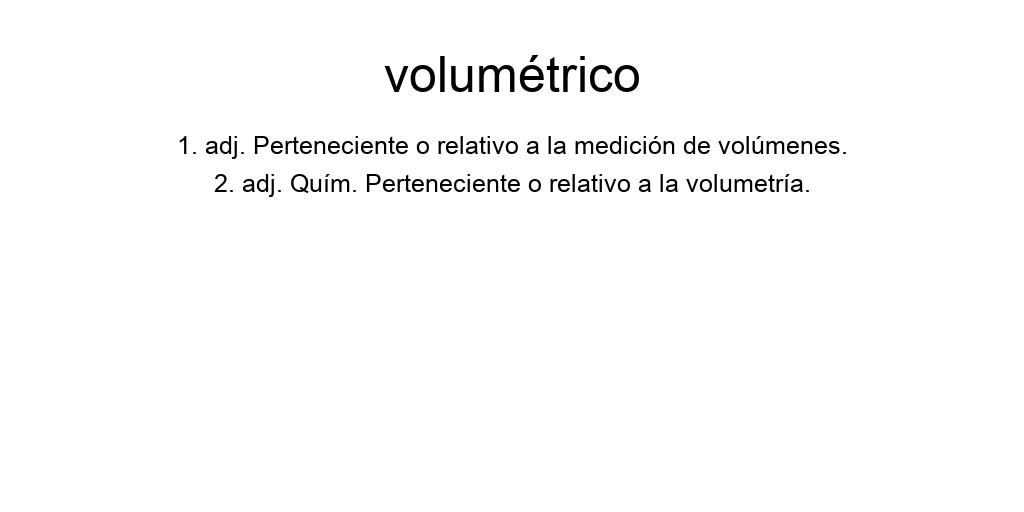 volumétrico
1. adj. Perteneciente o relativo a la medición de volúmenes.
2. adj. Quím. Perteneciente o relativo a la volumetría.